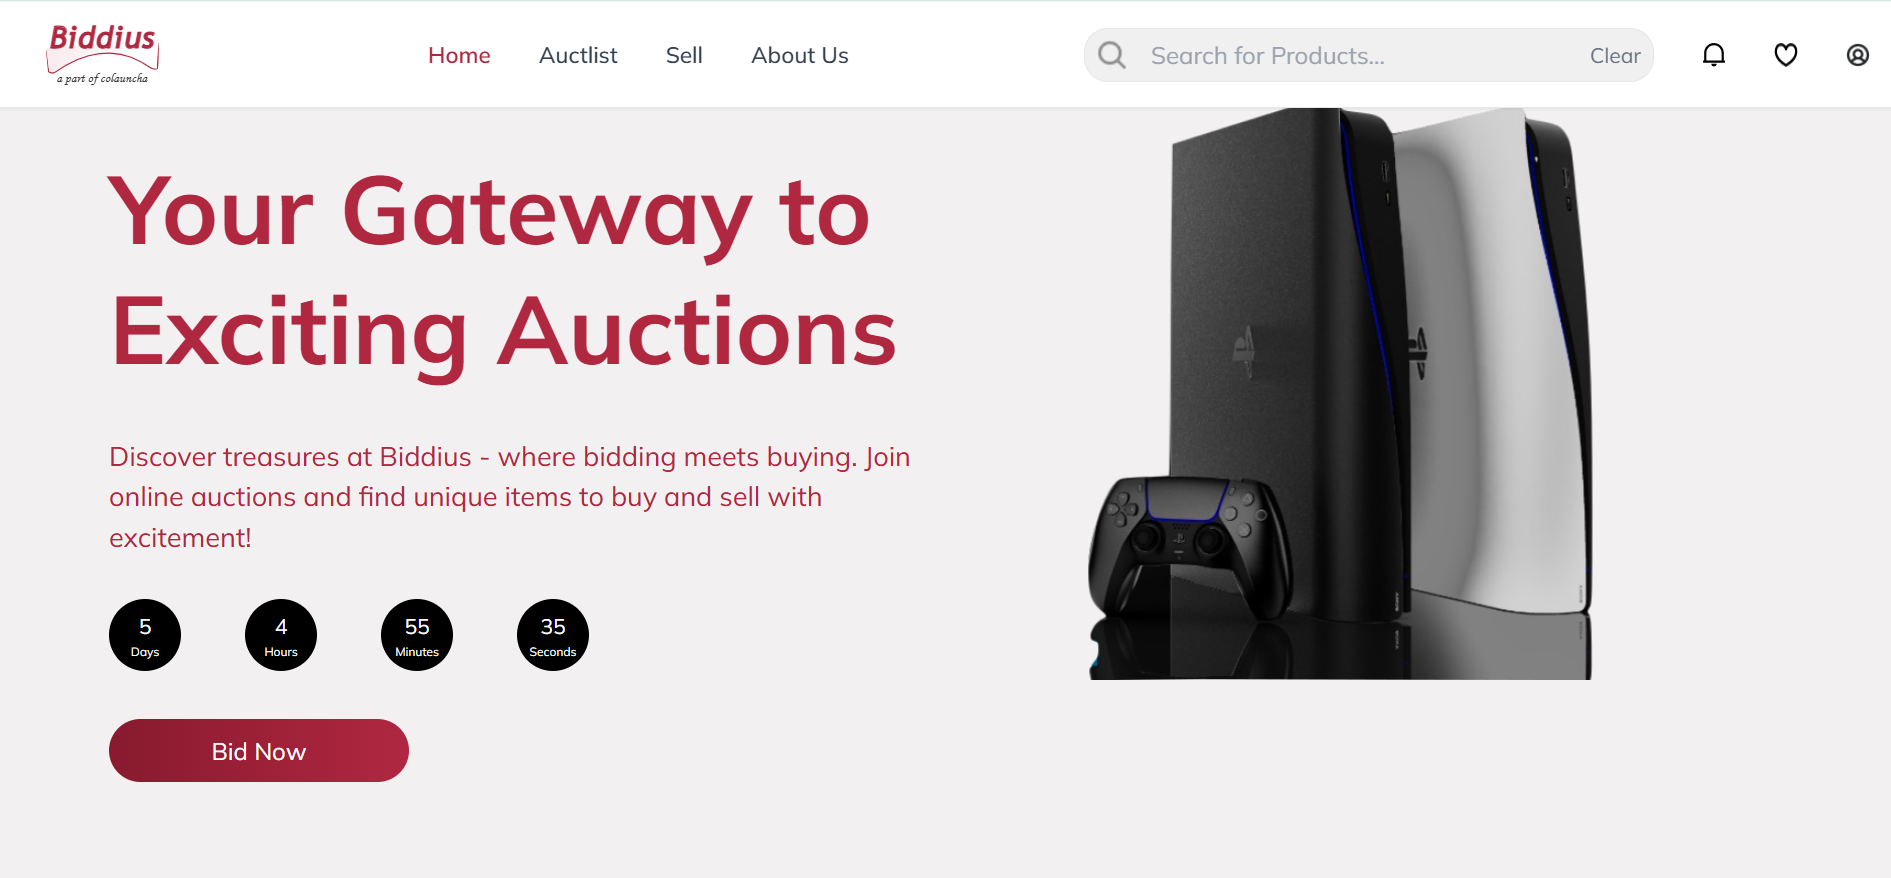 Biddius
a part of colauncha
Home
Auctlist
Sell
About Us
Search for Products...
Clear
Your Gateway to
Exciting Auctions
Discover treasures at Biddius - where bidding meets buying. Join
online auctions and find unique items to buy and sell with
excitement!
5
Days
4
Hours
55
Minutes
35
Seconds
Bid Now